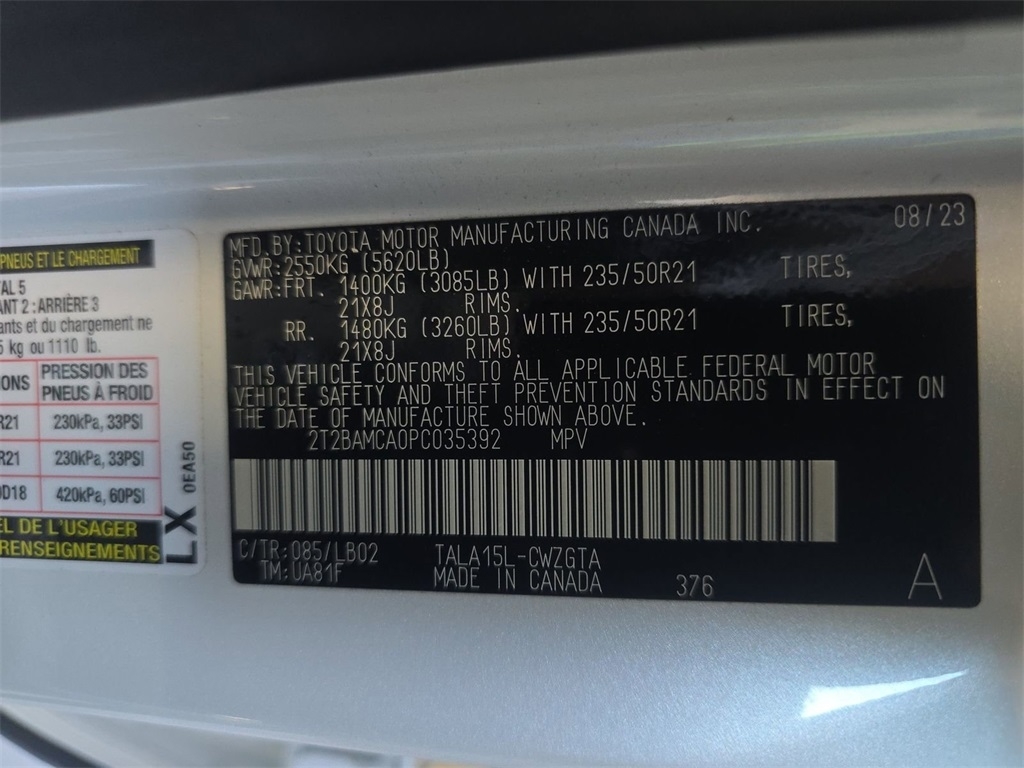 PNEUS ET LE CHARGEMENT
TAL 5
ANT 2 : ARRIÈRE 3
ants et du chargement ne
5 kg ou 1110 lb.
IONS PRESSION DES
PNEUS À FROID
R21 230kPa, 33PSI
R21 230kPa, 33PSI
0D18 420kPa, 60PSI
EL DE L'USAGER
RENSEIGNEMENTS
LX 0EA50
MFD.BY:TOYOTA MOTOR MANUFACTURING CANADA INC. 08/23
GVWR:2550KG (5620LB)
GAWR:FRT. 1400KG (3085LB) WITH 235/50R21 TIRES,
21X8J RIMS.
RR. 1480KG (3260LB) WITH 235/50R21 TIRES,
21X8J RIMS.
THIS VEHICLE CONFORMS TO ALL APPLICABLE FEDERAL MOTOR
VEHICLE SAFETY AND THEFT PREVENTION STANDARDS IN EFFECT ON
THE DATE OF MANUFACTURE SHOWN ABOVE.
2T2BAMCA0PC035392 MPV
C/TR:085/LB02 TALA15L-CWZGTA
TM:UA81F MADE IN CANADA 376 A